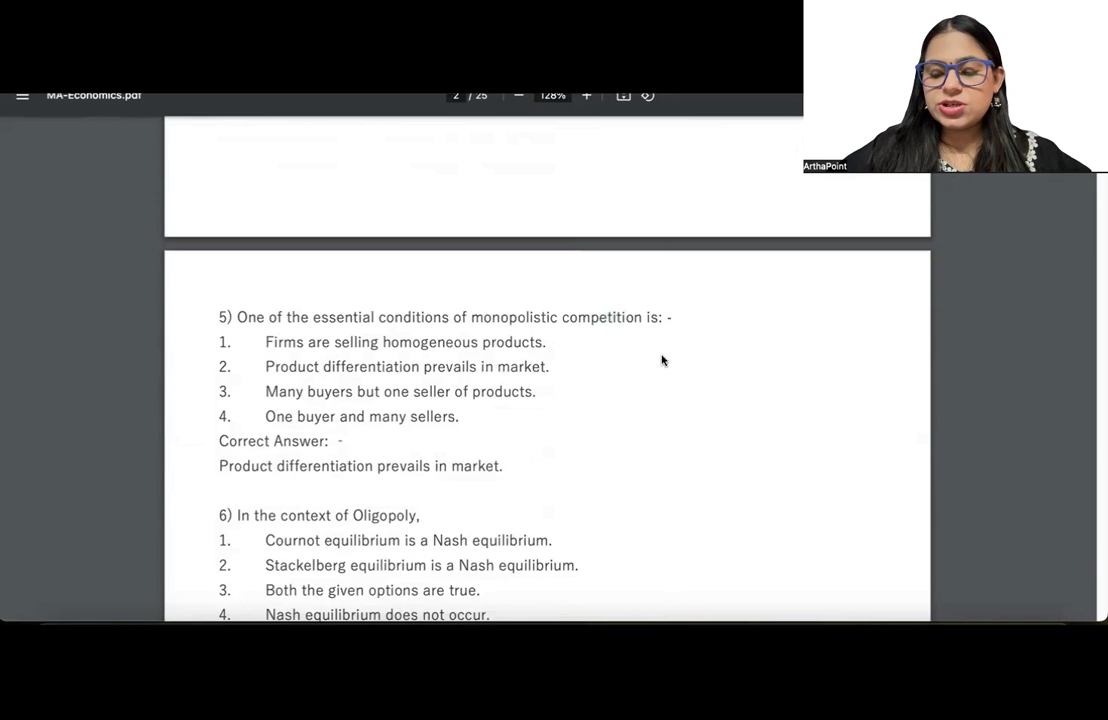 MA-Economics.pdf
2 / 25
128%
ArthaPoint
5) One of the essential conditions of monopolistic competition is: -
1. Firms are selling homogeneous products.
2. Product differentiation prevails in market.
3. Many buyers but one seller of products.
4. One buyer and many sellers.
Correct Answer: -
Product differentiation prevails in market.
6) In the context of Oligopoly,
1. Cournot equilibrium is a Nash equilibrium.
2. Stackelberg equilibrium is a Nash equilibrium.
3. Both the given options are true.
4. Nash equilibrium does not occur.